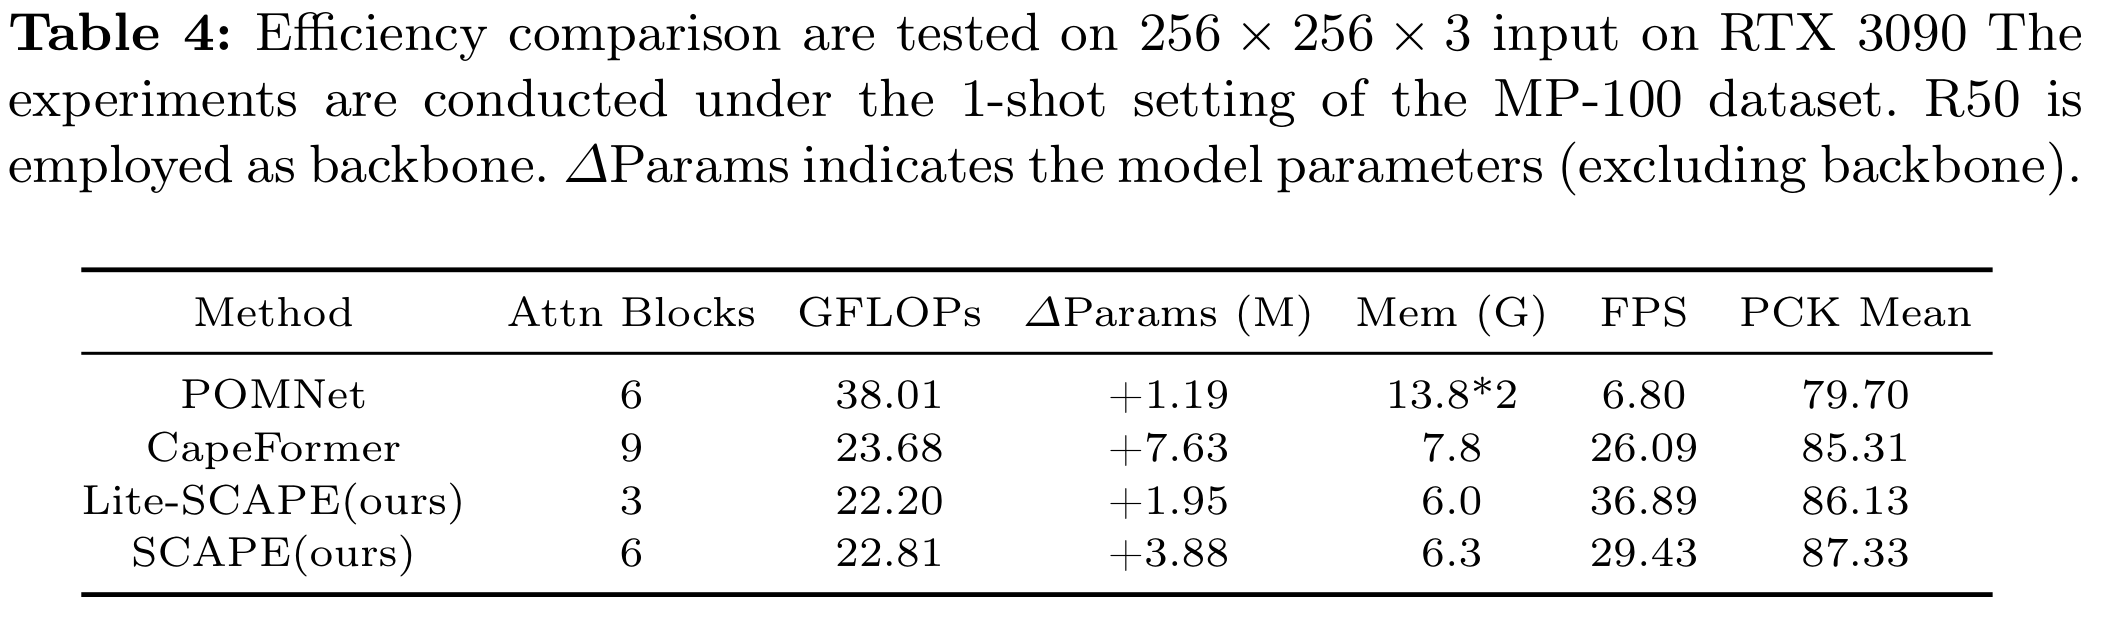 Table 4: Efficiency comparison are tested on 256 × 256 × 3 input on RTX 3090 The
experiments are conducted under the 1-shot setting of the MP-100 dataset. R50 is
employed as backbone. ΔParams indicates the model parameters (excluding backbone).
Method Attn Blocks GFLOPs ΔParams (M) Mem (G) FPS PCK Mean
POMNet 6 38.01 +1.19 13.8*2 6.80 79.70
CapeFormer 9 23.68 +7.63 7.8 26.09 85.31
Lite-SCAPE(ours) 3 22.20 +1.95 6.0 36.89 86.13
SCAPE(ours) 6 22.81 +3.88 6.3 29.43 87.33